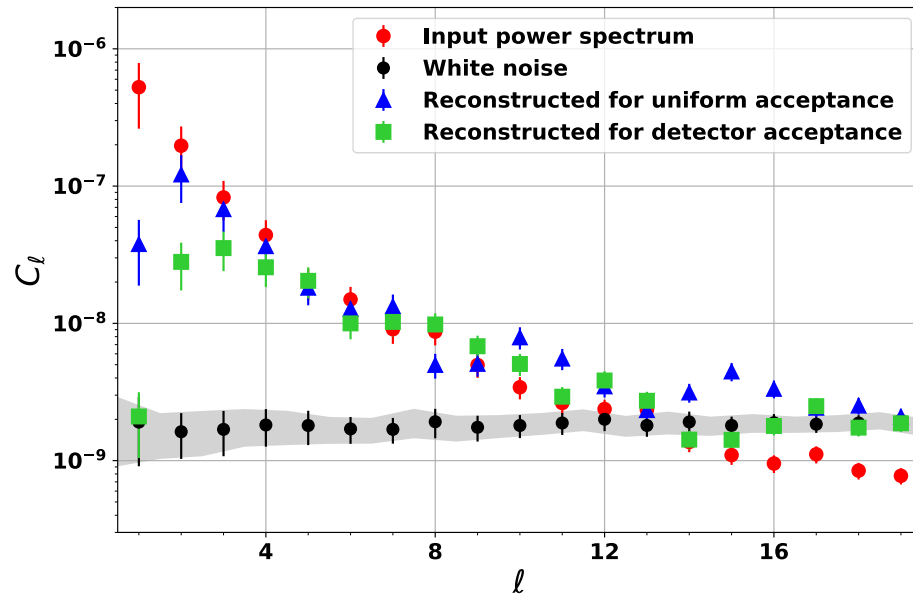 Input power spectrum
White noise
Reconstructed for uniform acceptance
Reconstructed for detector acceptance
10⁻⁶
10⁻⁷
10⁻⁸
10⁻⁹
C_ℓ
4 8 12 16
ℓ